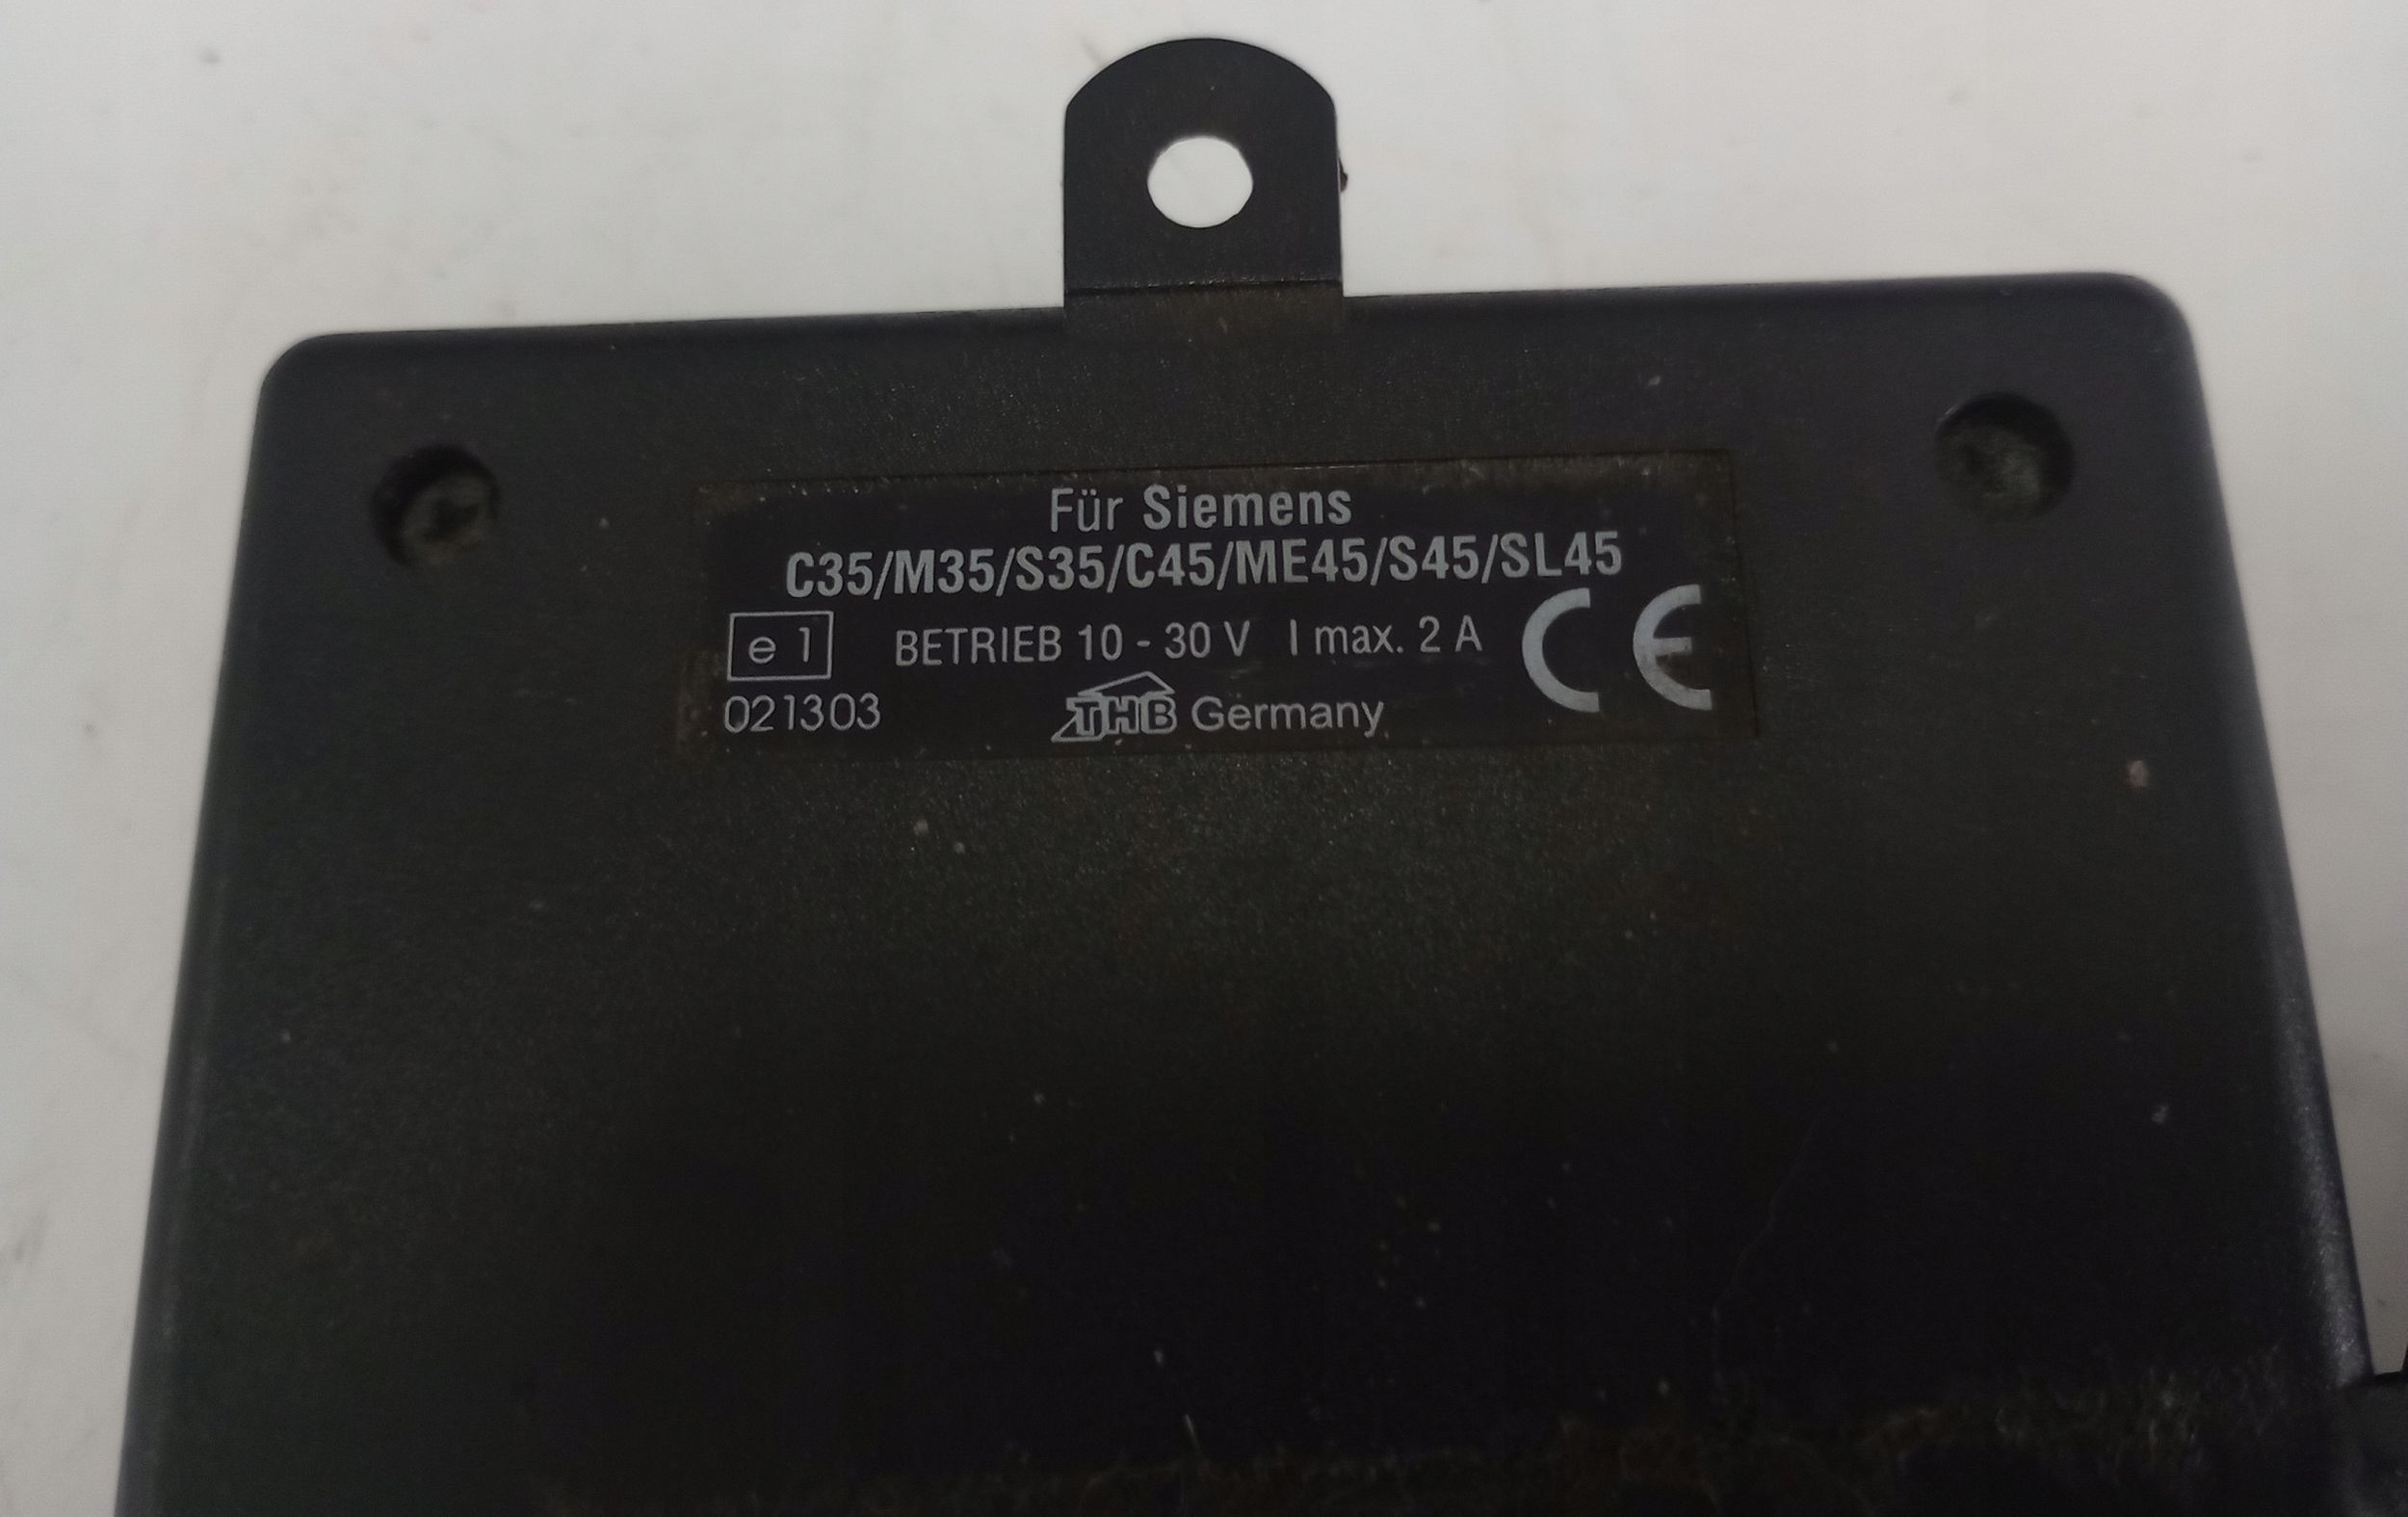 Für Siemens
C35/M35/S35/C45/ME45/S45/SL45
e 1 BETRIEB 10 - 30 V I max. 2 A CE
021303 THB Germany